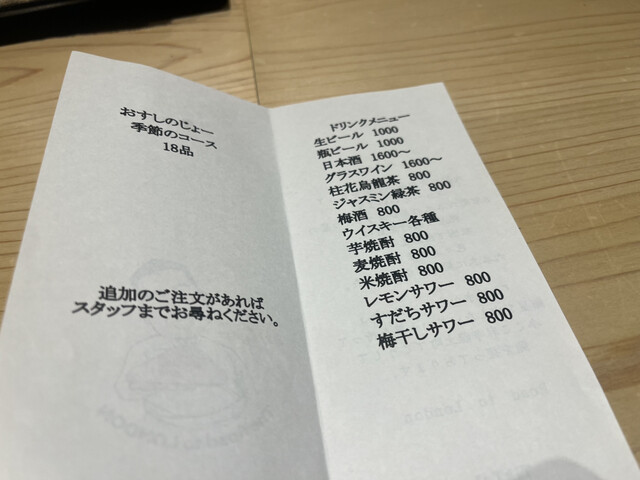 おすしのじょー
季節のコース
18品
追加のご注文があれば
スタッフまでお尋ねください。
ドリンクメニュー
生ビール 1000
瓶ビール 1000
日本酒 1600〜
グラスワイン 1600〜
柱花烏龍茶 800
ジャスミン緑茶 800
梅酒 800
ウイスキー各種
芋焼酎 800
麦焼酎 800
米焼酎 800
レモンサワー 800
すだちサワー 800
梅干しサワー 800